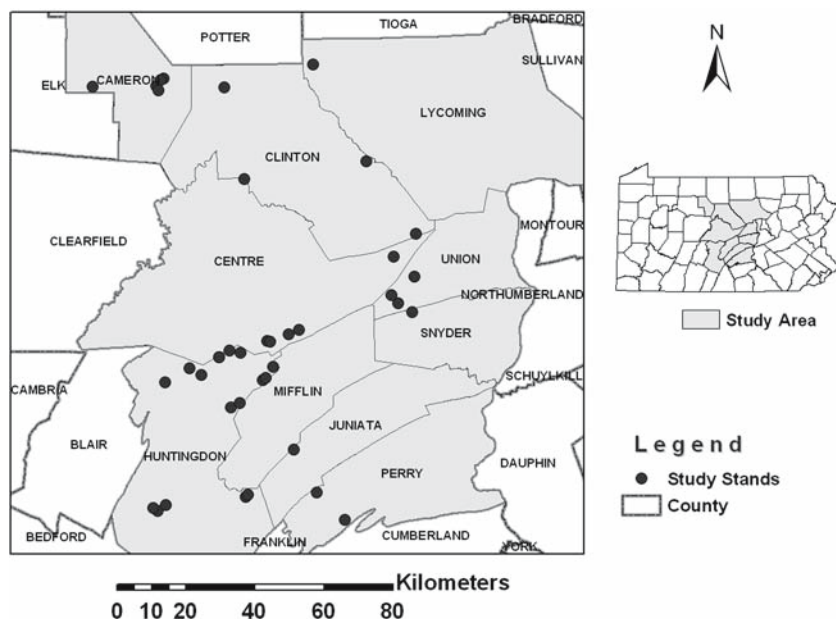 TIOGA
BRADFORD
POTTER
SULLIVAN
N
ELK
CAMERON
LYCOMING
CLINTON
MONTOUR
CLEARFIELD
CENTRE
UNION
NORTHUMBERLAND
SNYDER
Study Area
SCHUYLKILL
CAMBRIA
MIFFLIN
JUNIATA
BLAIR
HUNTINGDON
PERRY
DAUPHIN
Legend
Study Stands
County
BEDFORD
FRANKLIN
CUMBERLAND
YORK
Kilometers
0 10 20 40 60 80